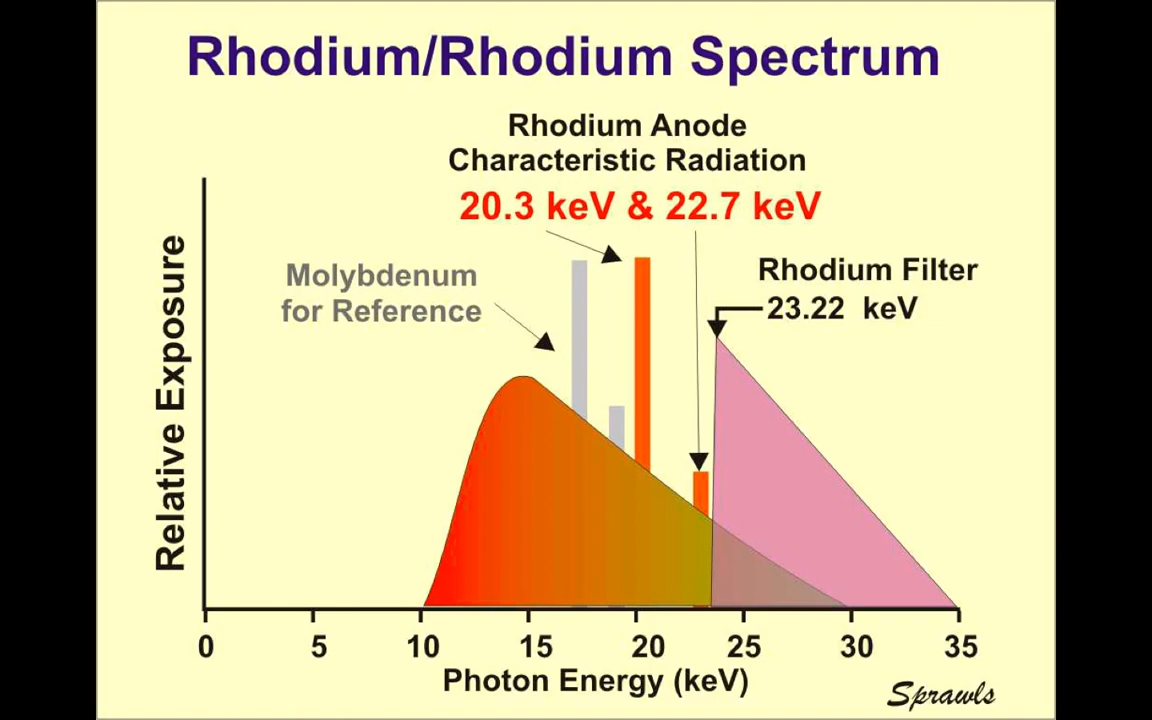 Rhodium/Rhodium Spectrum
Rhodium Anode
Characteristic Radiation
20.3 keV & 22.7 keV
Molybdenum
for Reference
Rhodium Filter
23.22 keV
Relative Exposure
0 5 10 15 20 25 30 35
Photon Energy (keV)
Sprawls